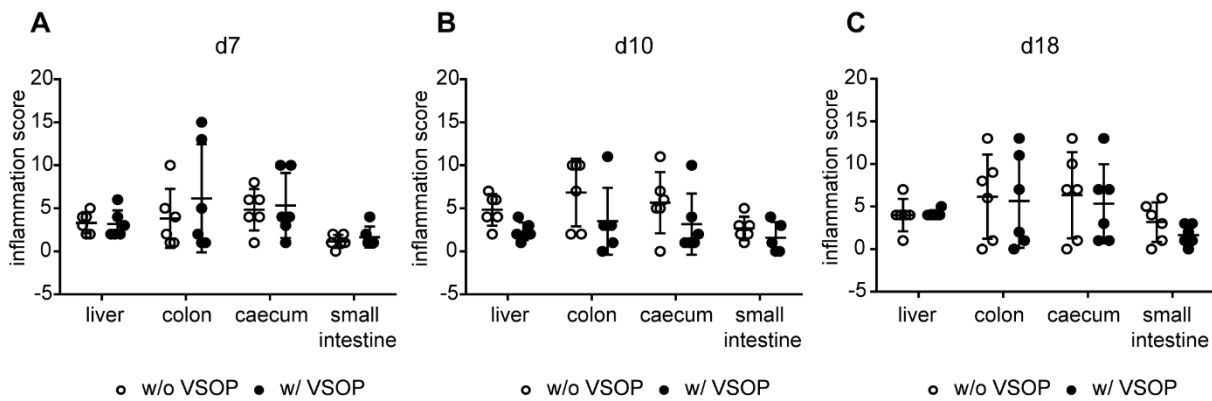 A
d7
inflammation score
20
15
10
5
0
-5
liver colon caecum small
intestine
w/o VSOP w/ VSOP
B
d10
inflammation score
20
15
10
5
0
-5
liver colon caecum small
intestine
w/o VSOP w/ VSOP
C
d18
inflammation score
20
15
10
5
0
-5
liver colon caecum small
intestine
w/o VSOP w/ VSOP